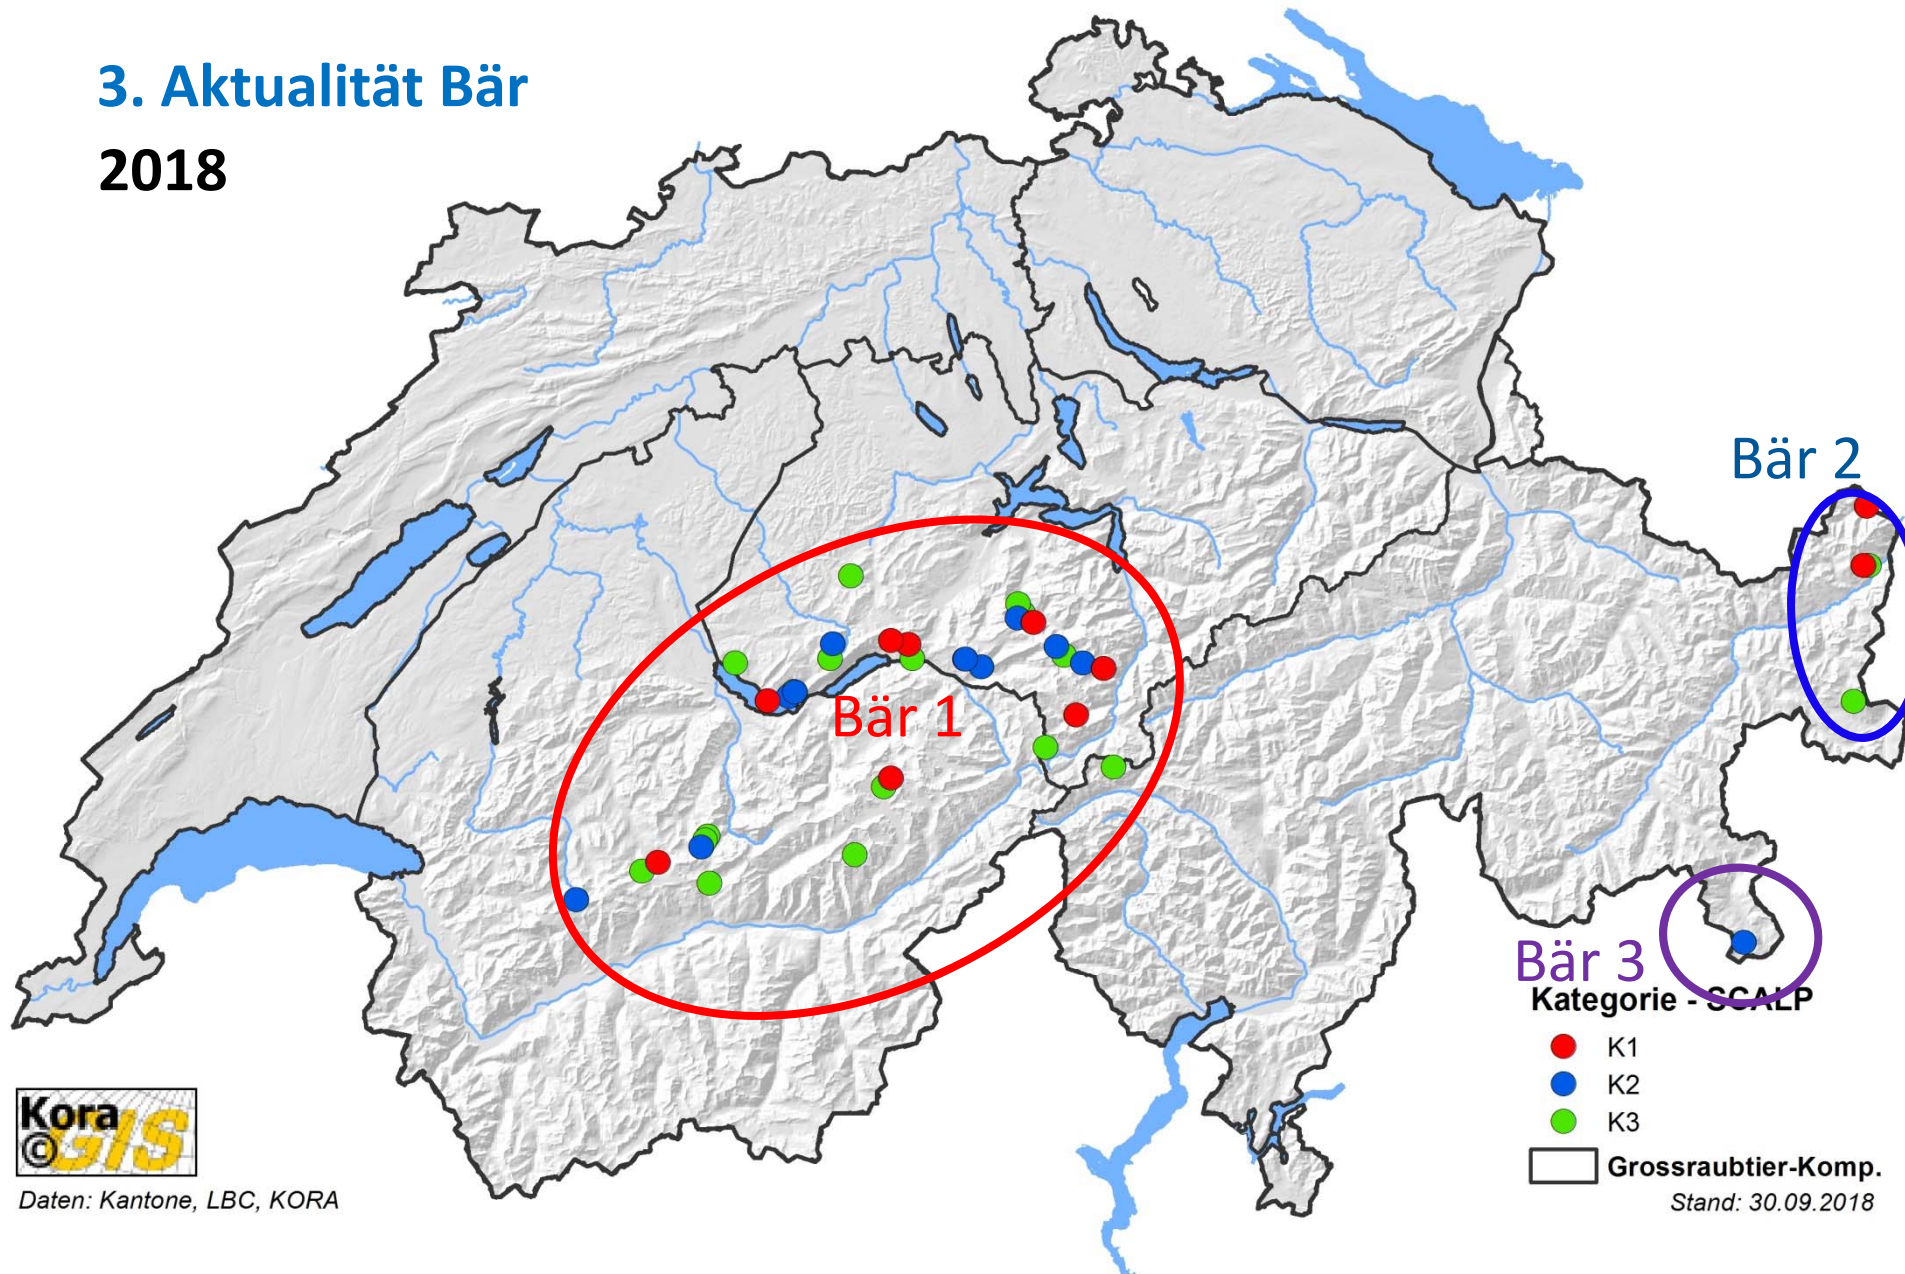 3. Aktualität Bär
2018
Bär 2
Bär 1
Bär 3
Kategorie - SCALP
K1
K2
K3
Grossraubtier-Komp.
Stand: 30.09.2018
Kora
© GIS
Daten: Kantone, LBC, KORA